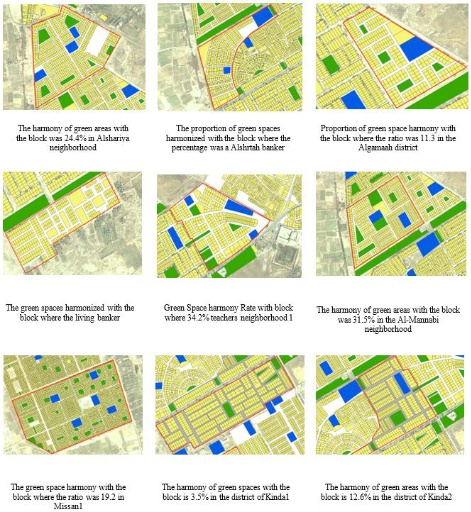 The harmony of green areas with
the block was 24.4% in Alshariya
neighborhood
The proportion of green spaces
harmonized with the block where the
percentage was a Alshrtah banker
Proportion of green space harmony with
the block where the ratio was 11.3 in the
Algamaah district
The green spaces harmonized with the
block where the living banker
Green Space harmony Rate with block
where 34.2% teachers neighborhood 1
The harmony of green areas with the block
was 31.5% in the Al-Mannabi
neighborhood
The green space harmony with the
block where the ratio was 19.2 in
Missan1
The harmony of green spaces with the
block is 3.5% in the district of Kinda1
The harmony of green areas with the
block is 12.6% in the district of Kinda2